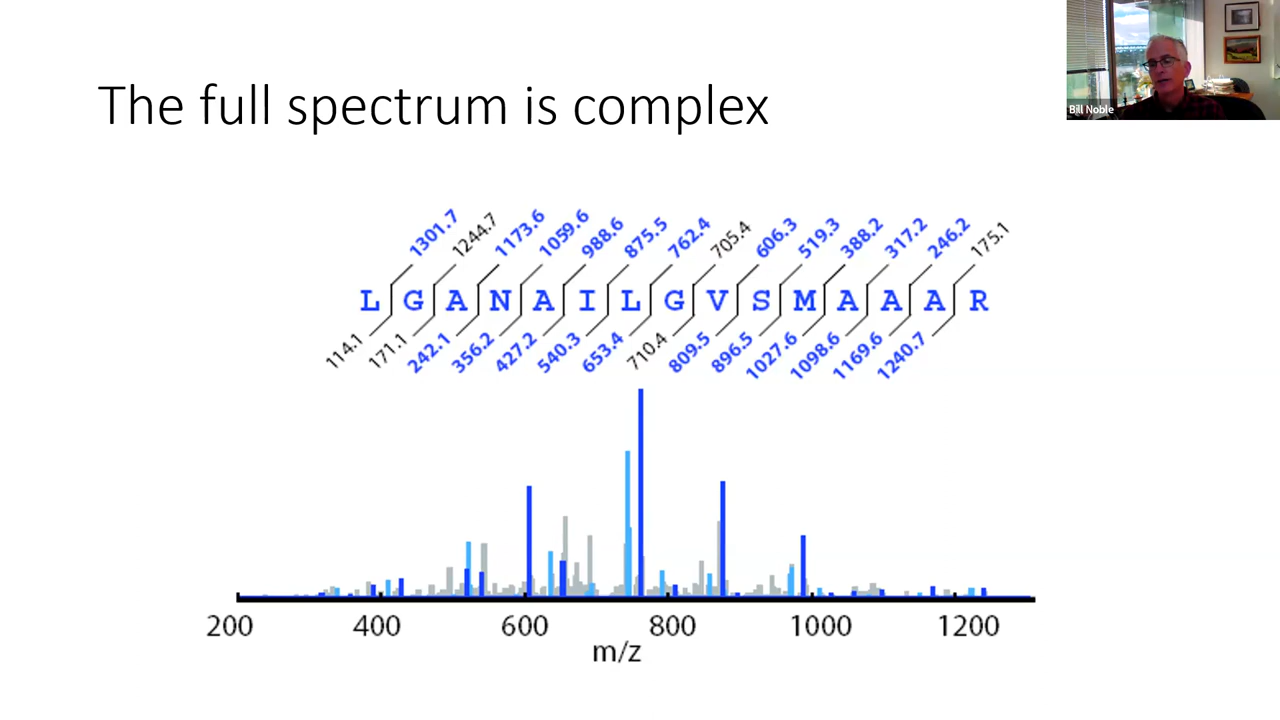 The full spectrum is complex
Bill Noble
1301.7 1244.7 1173.6 1059.6 988.6 875.5 762.4 705.4 606.3 519.3 388.2 317.2 246.2 175.1
L G A N A I L G V S M A A A R
114.1 171.1 242.1 356.2 427.2 540.3 653.4 710.4 809.5 896.5 1027.6 1098.6 1169.6 1240.7
200 400 600 800 1000 1200
m/z